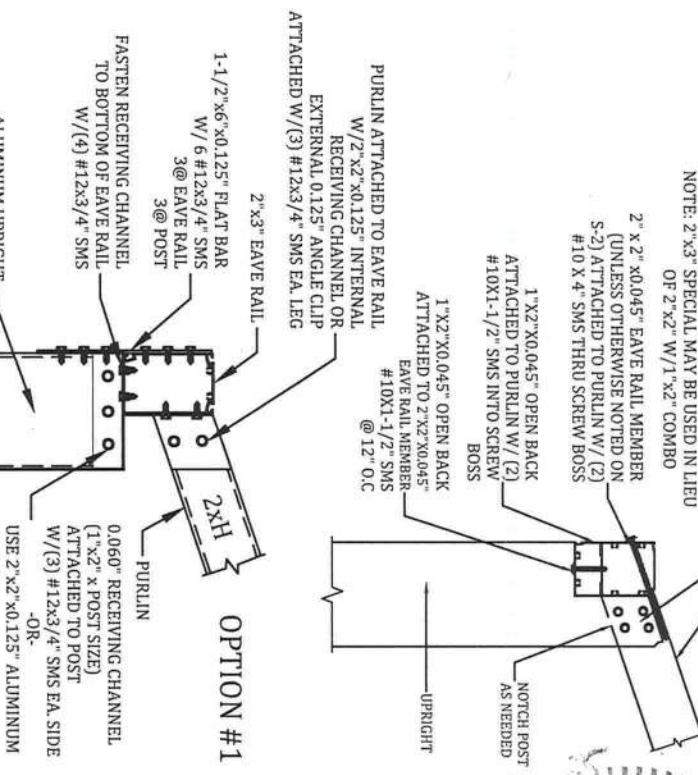 NOTE: 2"x3" SPECIAL MAY BE USED IN LIEU
OF 2"x2" W/1"x2" COMBO
2" x 2" x0.045" EAVE RAIL MEMBER
(UNLESS OTHERWISE NOTED ON
S-2) ATTACHED TO PURLIN W/ (2)
#10 X 4" SMS THRU SCREW BOSS
1"X2"X0.045" OPEN BACK
ATTACHED TO PURLIN W/ (2)
#10X1-1/2" SMS INTO SCREW
BOSS
1"X2"X0.045" OPEN BACK
ATTACHED TO 2"X2"X0.045"
EAVE RAIL MEMBER
#10X1-1/2" SMS
@ 12" O.C
NOTCH POST
AS NEEDED
UPRIGHT
PURLIN ATTACHED TO EAVE RAIL
W/2"x2"x0.125" INTERNAL
RECEIVING CHANNEL OR
EXTERNAL 0.125" ANGLE CLIP
ATTACHED W/(3) #12x3/4" SMS EA. LEG
2"x3" EAVE RAIL
1-1/2"x6"x0.125" FLAT BAR
W/ 6 #12x3/4" SMS
3@ EAVE RAIL
3@ POST
FASTEN RECEIVING CHANNEL
TO BOTTOM OF EAVE RAIL
W/(4) #12x3/4" SMS
ALUMINUM UPRIGHT
2xH
OPTION #1
PURLIN
0.060" RECEIVING CHANNEL
(1"x2" x POST SIZE)
ATTACHED TO POST
W/(3) #12x3/4" SMS EA. SIDE
-OR-
USE 2"x2"x0.125" ALUMINUM